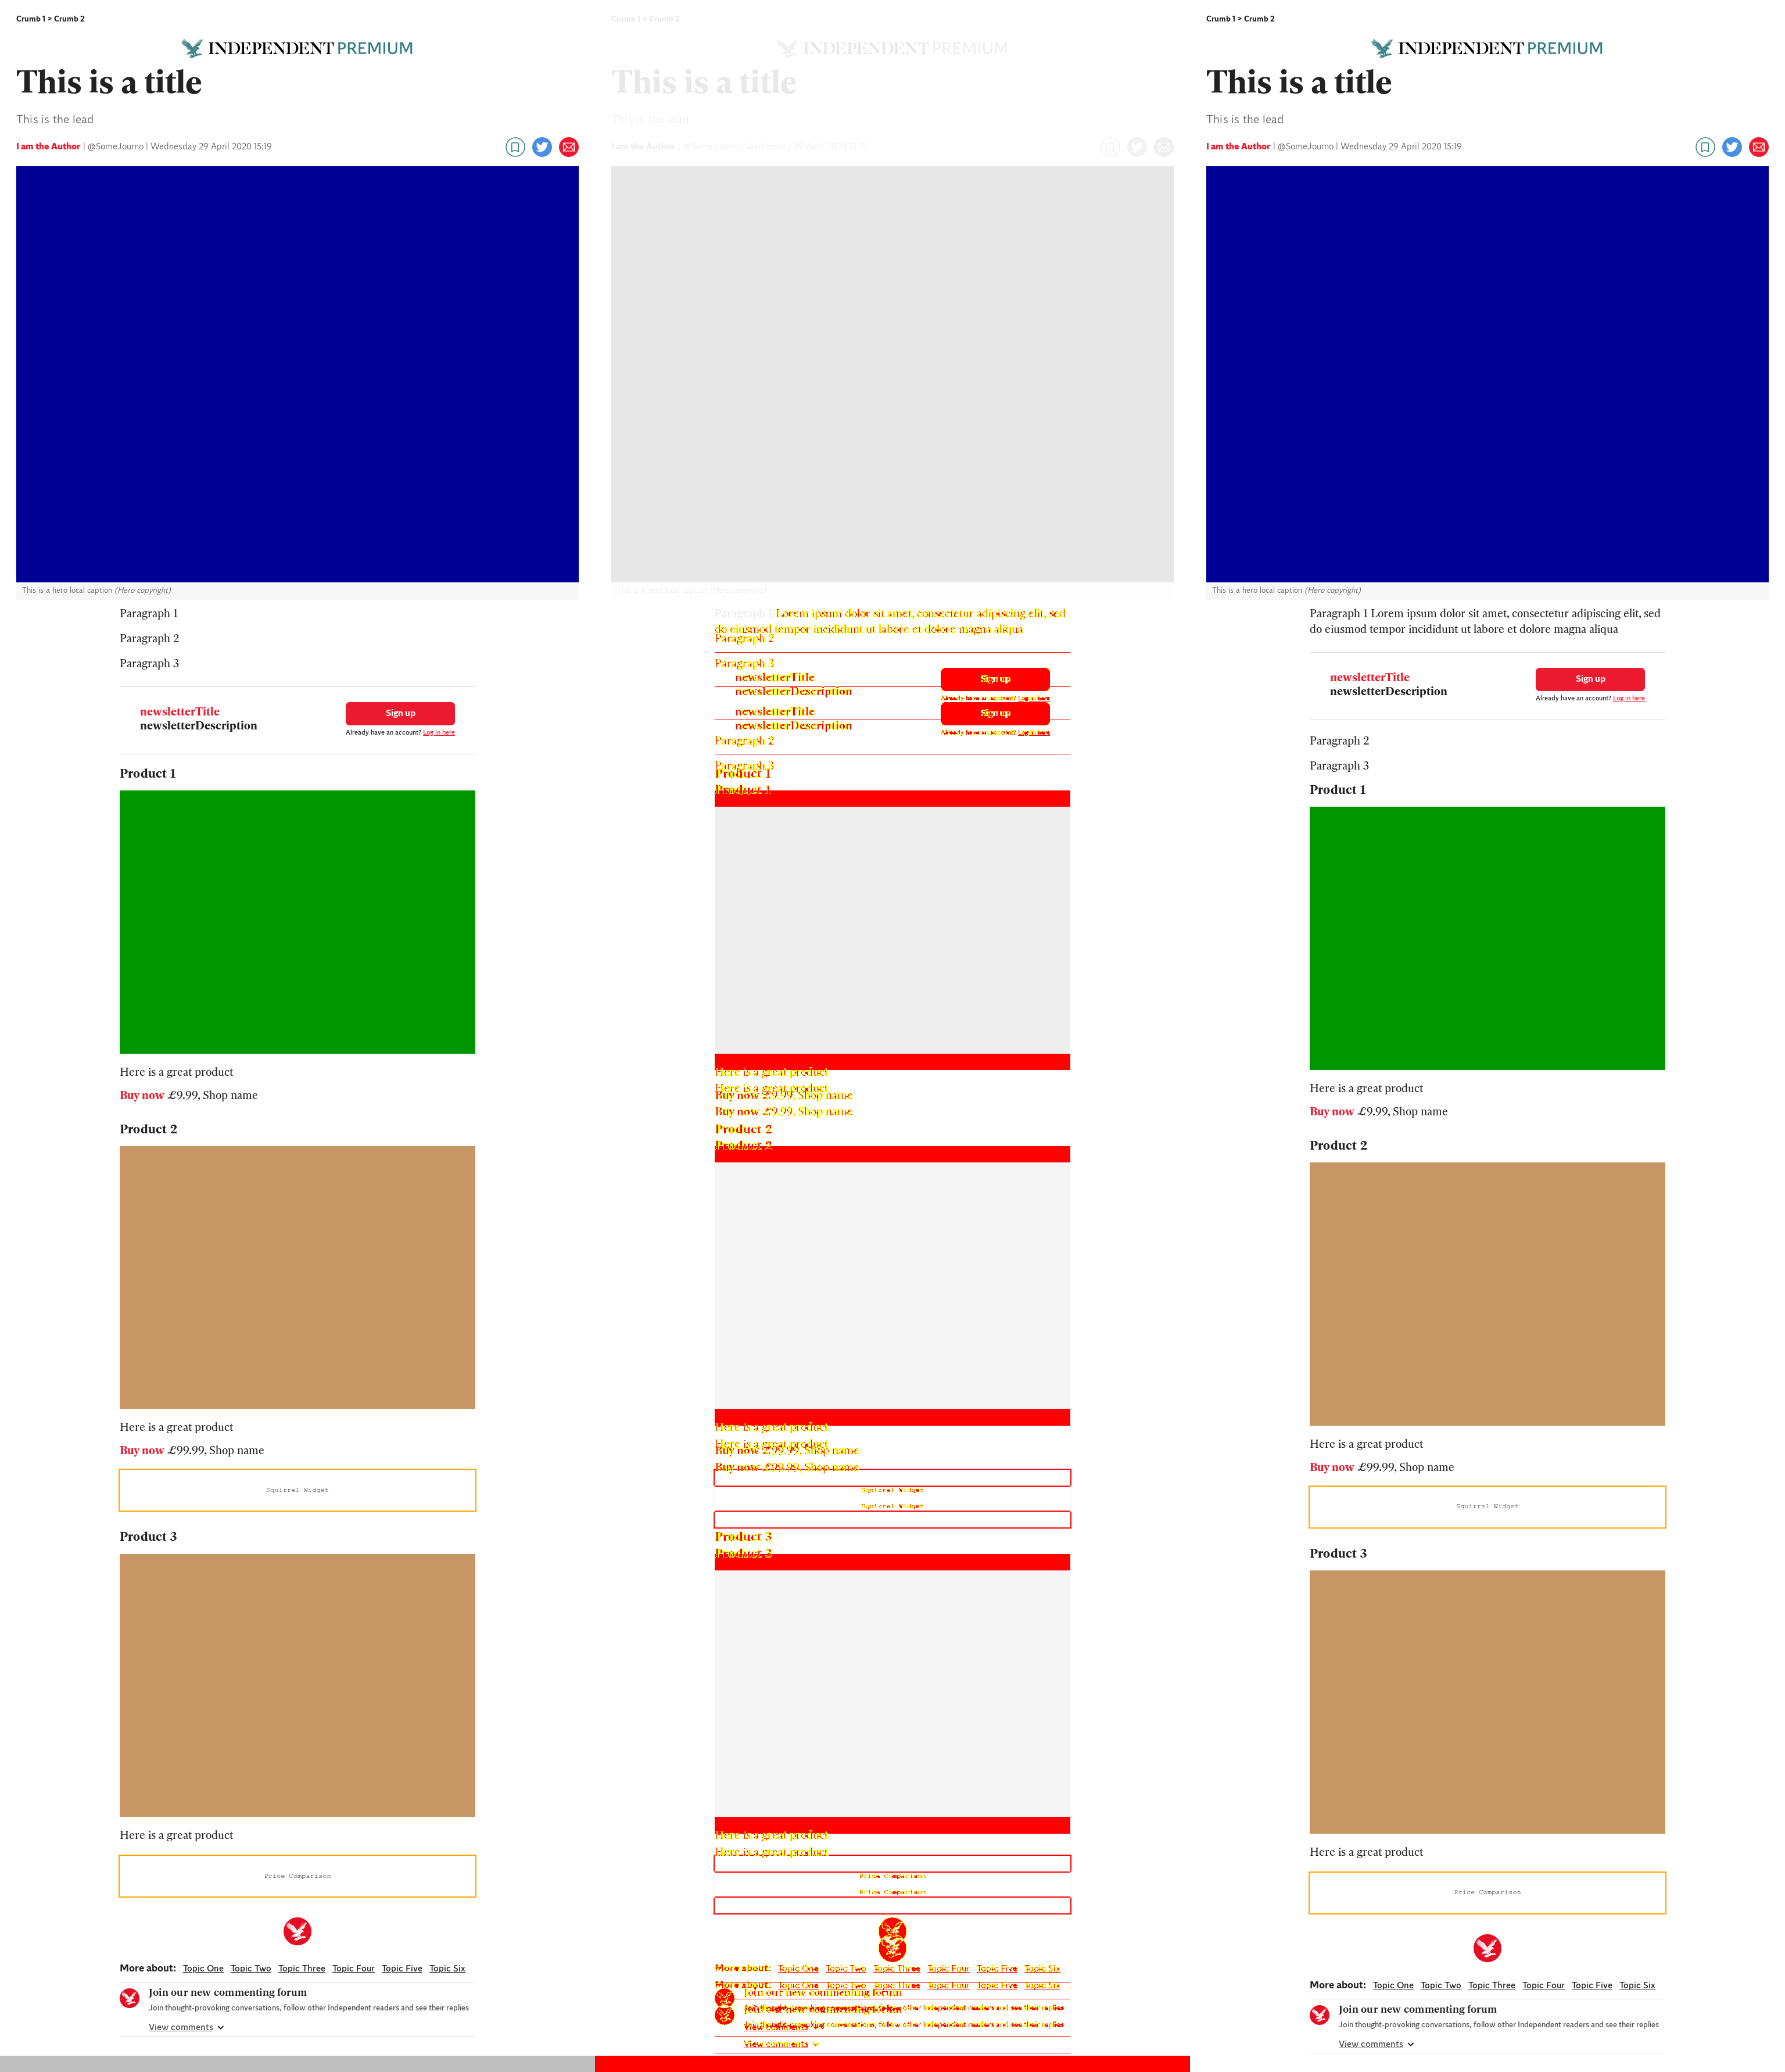 Crumb 1 > Crumb 2
INDEPENDENT PREMIUM
This is a title
This is the lead
I am the Author | @SomeJourno | Wednesday 29 April 2020 15:19
This is a hero local caption (Hero copyright)
Paragraph 1
Paragraph 2
Paragraph 3
newsletterTitle
newsletterDescription
Sign up
Already have an account? Log in here
Product 1
Here is a great product
Buy now £9.99, Shop name
Product 2
Here is a great product
Buy now £99.99, Shop name
Squirrel Widget
Product 3
Here is a great product
Price Comparison
More about: Topic One Topic Two Topic Three Topic Four Topic Five Topic Six
Join our new commenting forum
Join thought-provoking conversations, follow other Independent readers and see their replies
View comments
Crumb 1 > Crumb 2
INDEPENDENT PREMIUM
This is a title
This is the lead
I am the Author | @SomeJourno | Wednesday 29 April 2020 15:19
This is a hero local caption (Hero copyright)
Paragraph 1 Lorem ipsum dolor sit amet, consectetur adipiscing elit, sed
do eiusmod tempor incididunt ut labore et dolore magna aliqua
Paragraph 2
Paragraph 3
newsletterTitle
newsletterDescription
Sign up
Already have an account? Log in here
newsletterTitle
newsletterDescription
Sign up
Already have an account? Log in here
Paragraph 2
Paragraph 3
Product 1
Product 1
Here is a great product
Here is a great product
Buy now £9.99, Shop name
Buy now £9.99, Shop name
Product 2
Product 2
Here is a great product
Here is a great product
Buy now £99.99, Shop name
Buy now £99.99, Shop name
Squirrel Widget
Squirrel Widget
Product 3
Product 3
Here is a great product
Here is a great product
Price Comparison
Price Comparison
More about: Topic One Topic Two Topic Three Topic Four Topic Five Topic Six
More about: Topic One Topic Two Topic Three Topic Four Topic Five Topic Six
Join our new commenting forum
Join thought-provoking conversations, follow other Independent readers and see their replies
Join our new commenting forum
Join thought-provoking conversations, follow other Independent readers and see their replies
View comments
View comments
Crumb 1 > Crumb 2
INDEPENDENT PREMIUM
This is a title
This is the lead
I am the Author | @SomeJourno | Wednesday 29 April 2020 15:19
This is a hero local caption (Hero copyright)
Paragraph 1 Lorem ipsum dolor sit amet, consectetur adipiscing elit, sed
do eiusmod tempor incididunt ut labore et dolore magna aliqua
newsletterTitle
newsletterDescription
Sign up
Already have an account? Log in here
Paragraph 2
Paragraph 3
Product 1
Here is a great product
Buy now £9.99, Shop name
Product 2
Here is a great product
Buy now £99.99, Shop name
Squirrel Widget
Product 3
Here is a great product
Price Comparison
More about: Topic One Topic Two Topic Three Topic Four Topic Five Topic Six
Join our new commenting forum
Join thought-provoking conversations, follow other Independent readers and see their replies
View comments